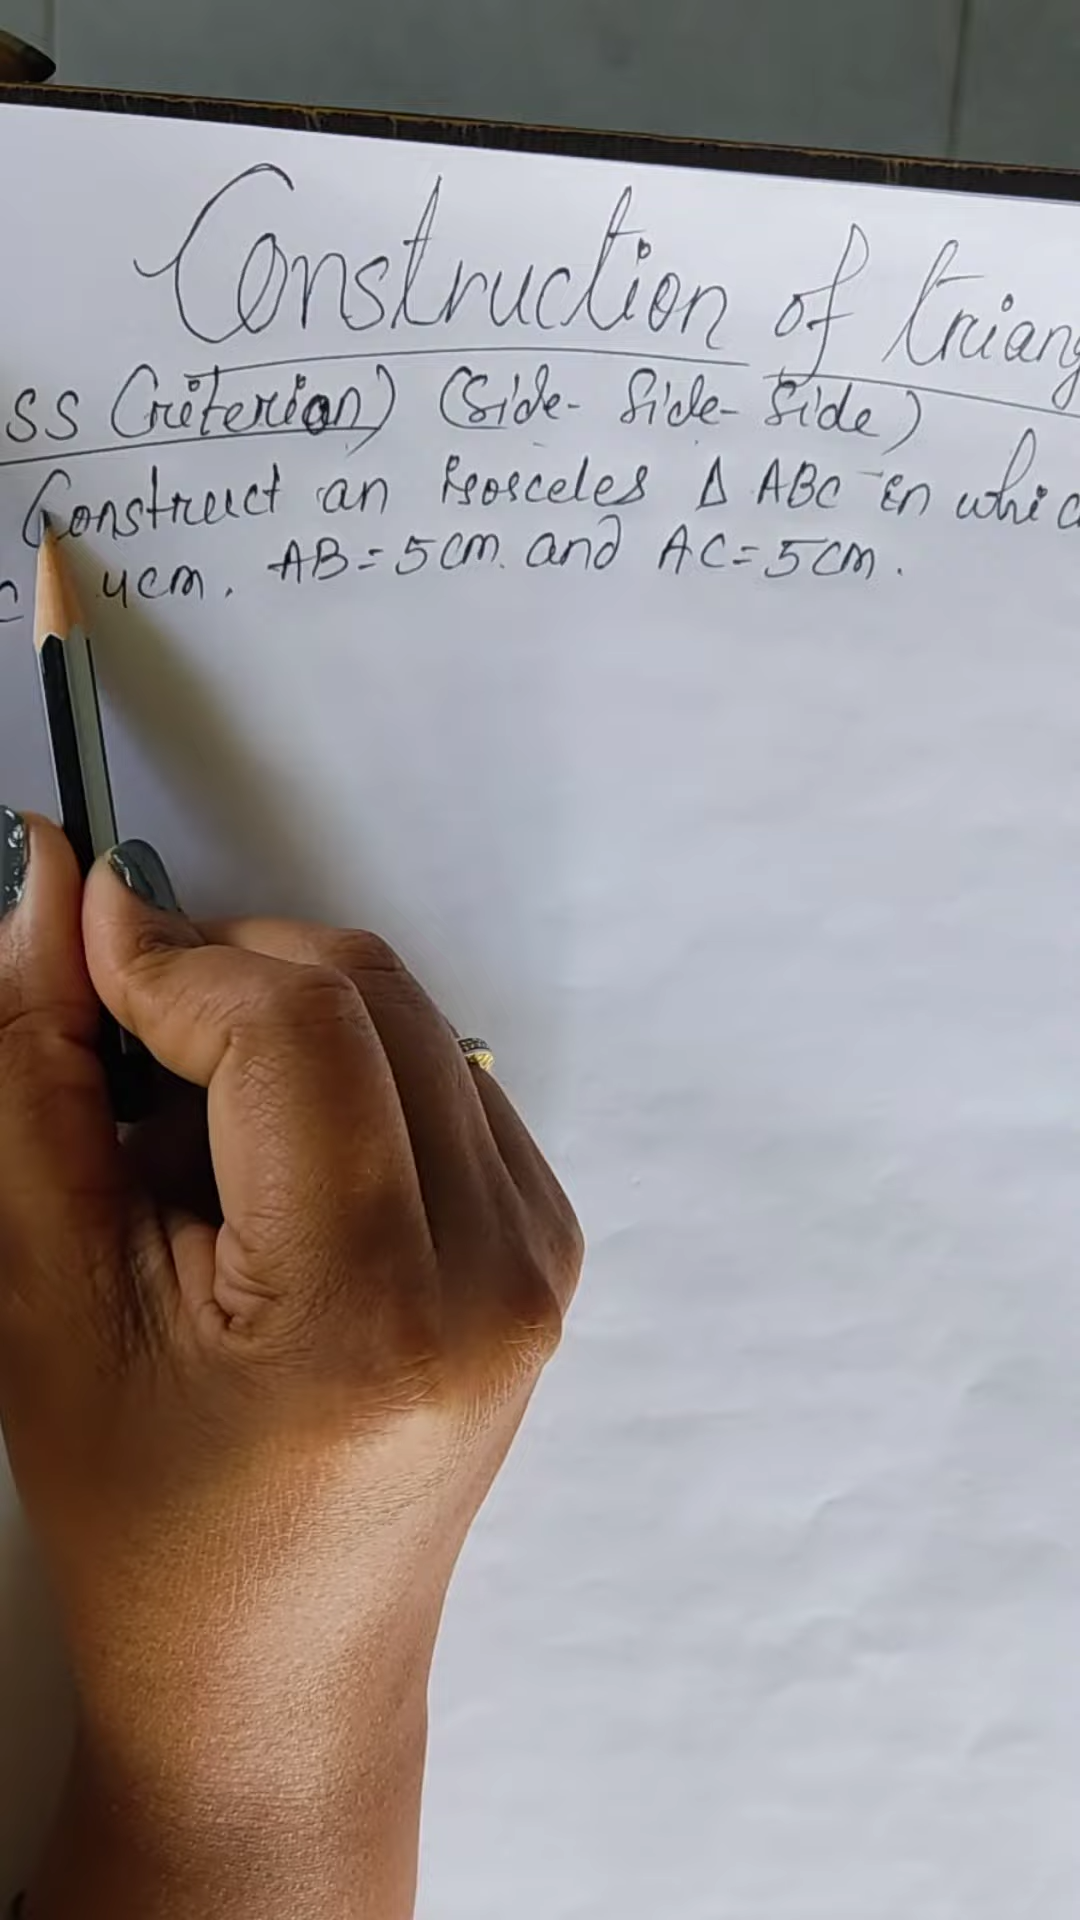 Construction of triang
SS Criterion) (Side-Side-Side)
Construct an Isosceles Δ ABC in whic
C 4cm. AB=5cm. and AC=5cm.